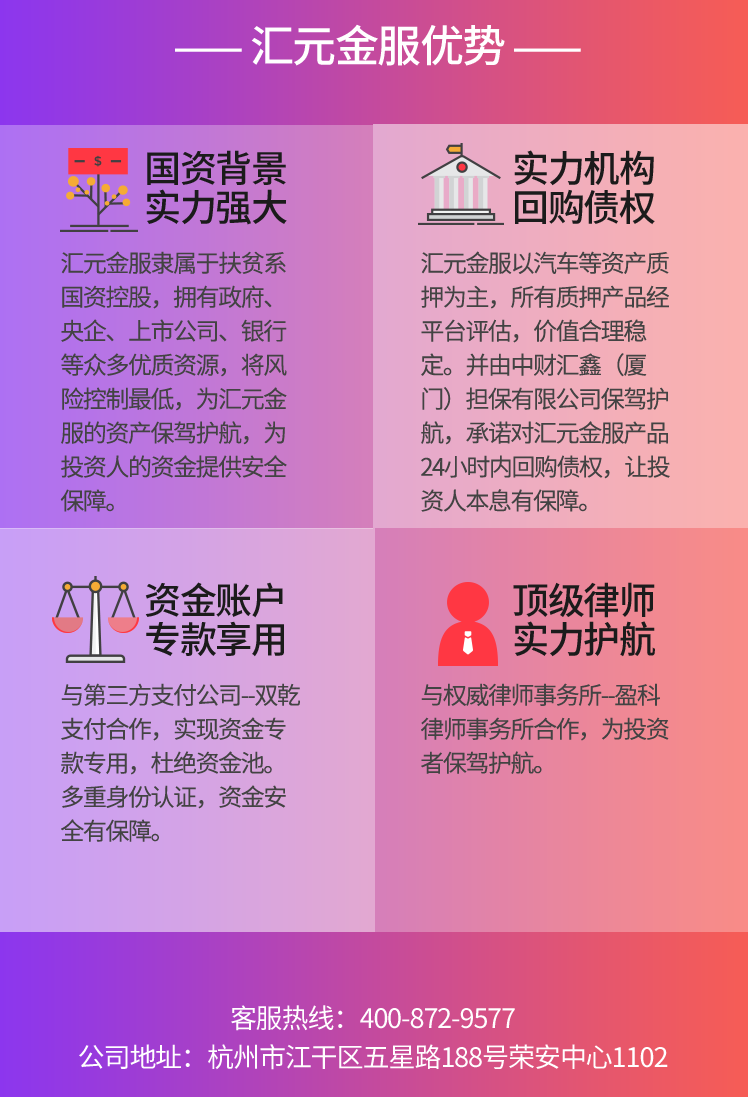 汇元金服优势
$
国资背景
实力强大
汇元金服隶属于扶贫系
国资控股，拥有政府、
央企、上市公司、银行
等众多优质资源，将风
险控制最低，为汇元金
服的资产保驾护航，为
投资人的资金提供安全
保障。
实力机构
回购债权
汇元金服以汽车等资产质
押为主，所有质押产品经
平台评估，价值合理稳
定。并由中财汇鑫（厦
门）担保有限公司保驾护
航，承诺对汇元金服产品
24小时内回购债权，让投
资人本息有保障。
资金账户
专款享用
与第三方支付公司--双乾
支付合作，实现资金专
款专用，杜绝资金池。
多重身份认证，资金安
全有保障。
顶级律师
实力护航
与权威律师事务所--盈科
律师事务所合作，为投资
者保驾护航。
客服热线：400-872-9577
公司地址：杭州市江干区五星路188号荣安中心1102